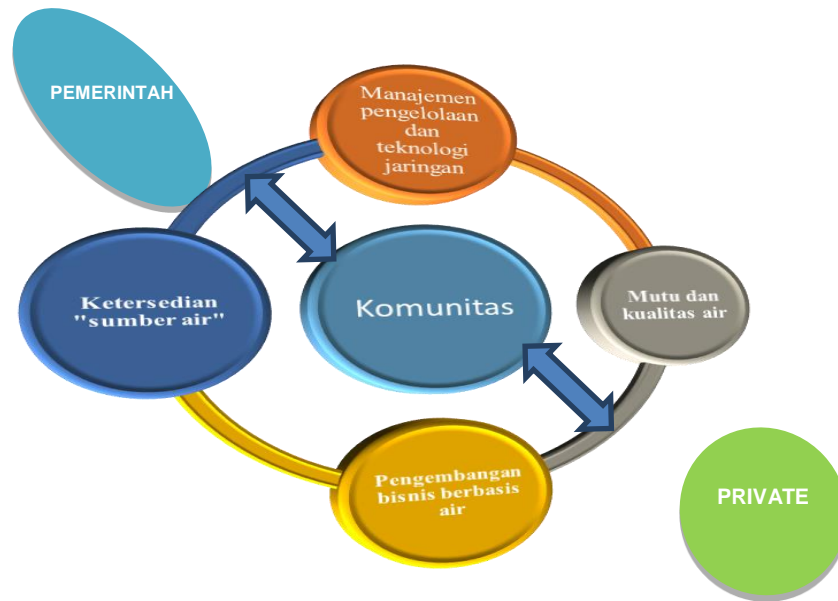 PEMERINTAH
Manajemen
pengelolaan
dan
teknologi
jaringan
Ketersedian
"sumber air"
Komunitas
Mutu dan
kualitas air
Pengembangan
bisnis berbasis
air
PRIVATE